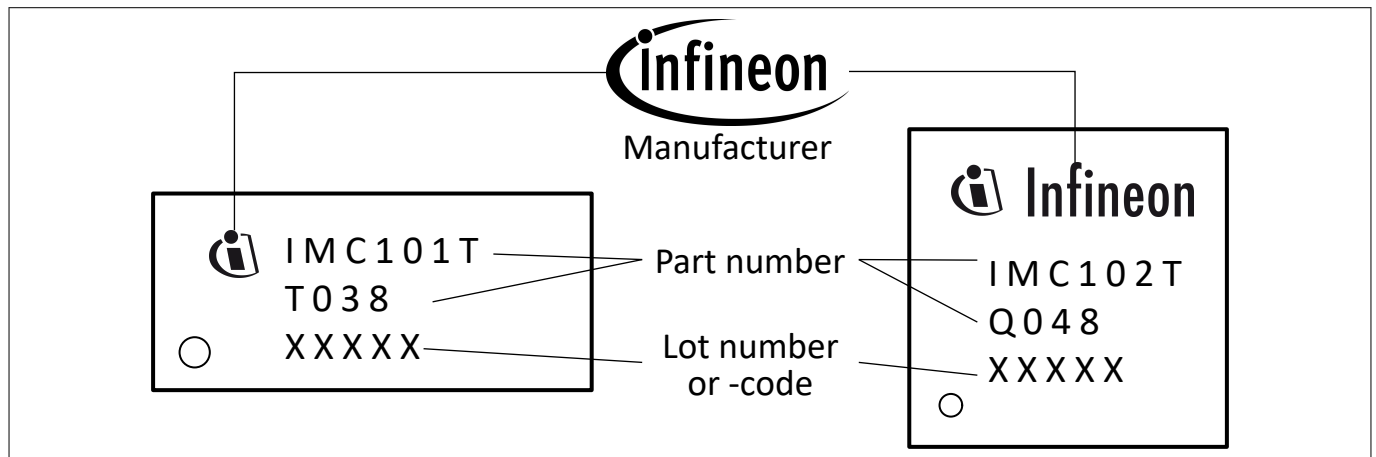 Infineon
Manufacturer
Infineon
IMC101T
T038
XXXXX
Part number
Lot number
or -code
IMC102T
Q048
XXXXX